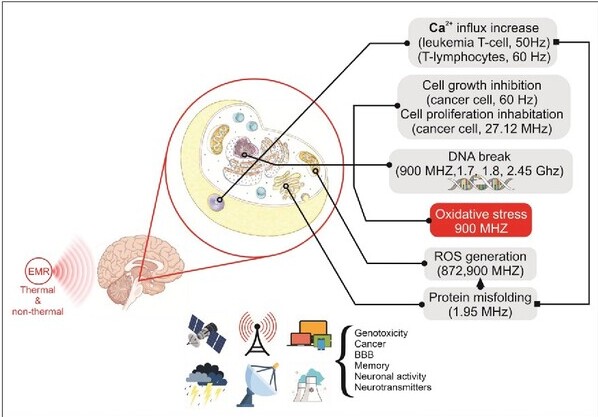 Ca²⁺ influx increase
(leukemia T-cell, 50Hz)
(T-lymphocytes, 60 Hz)
Cell growth inhibition
(cancer cell, 60 Hz)
Cell proliferation inhabitation
(cancer cell, 27.12 MHz)
DNA break
(900 MHZ,1.7, 1.8, 2.45 Ghz)
Oxidative stress
900 MHZ
ROS generation
(872,900 MHZ)
Protein misfolding
(1.95 MHz)
EMR
Thermal
&
non-thermal
Genotoxicity
Cancer
BBB
Memory
Neuronal activity
Neurotransmitters